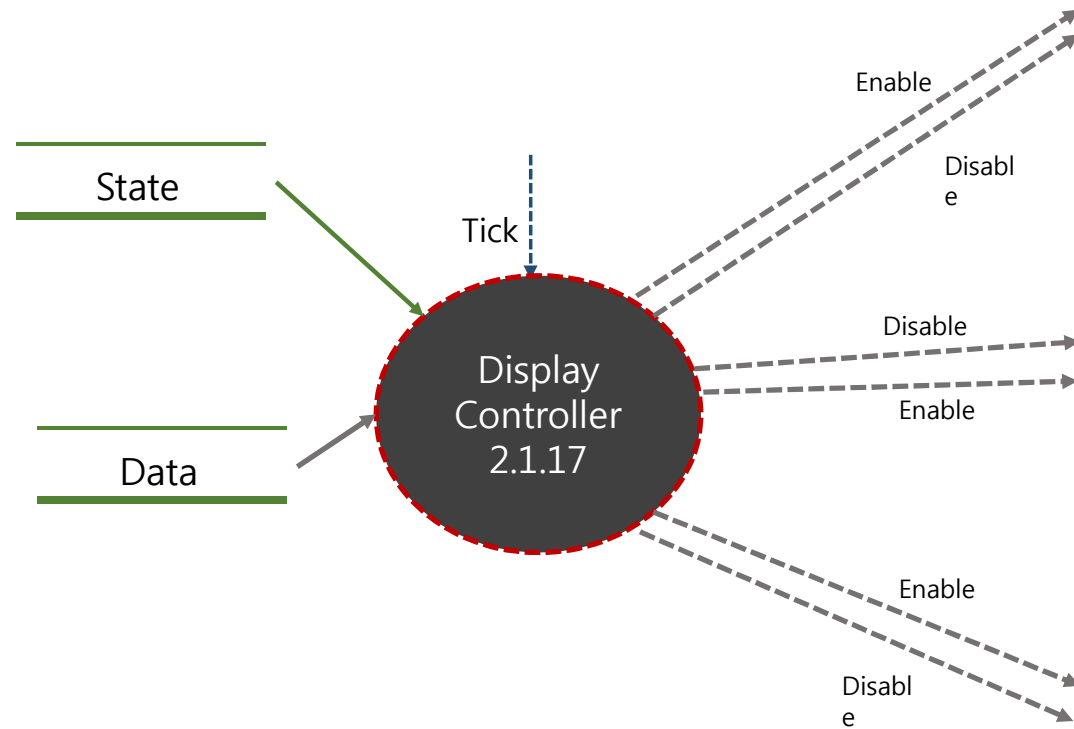 Enable
Disabl
e
State
Tick
Disable
Display
Controller
2.1.17
Enable
Data
Enable
Disabl
e